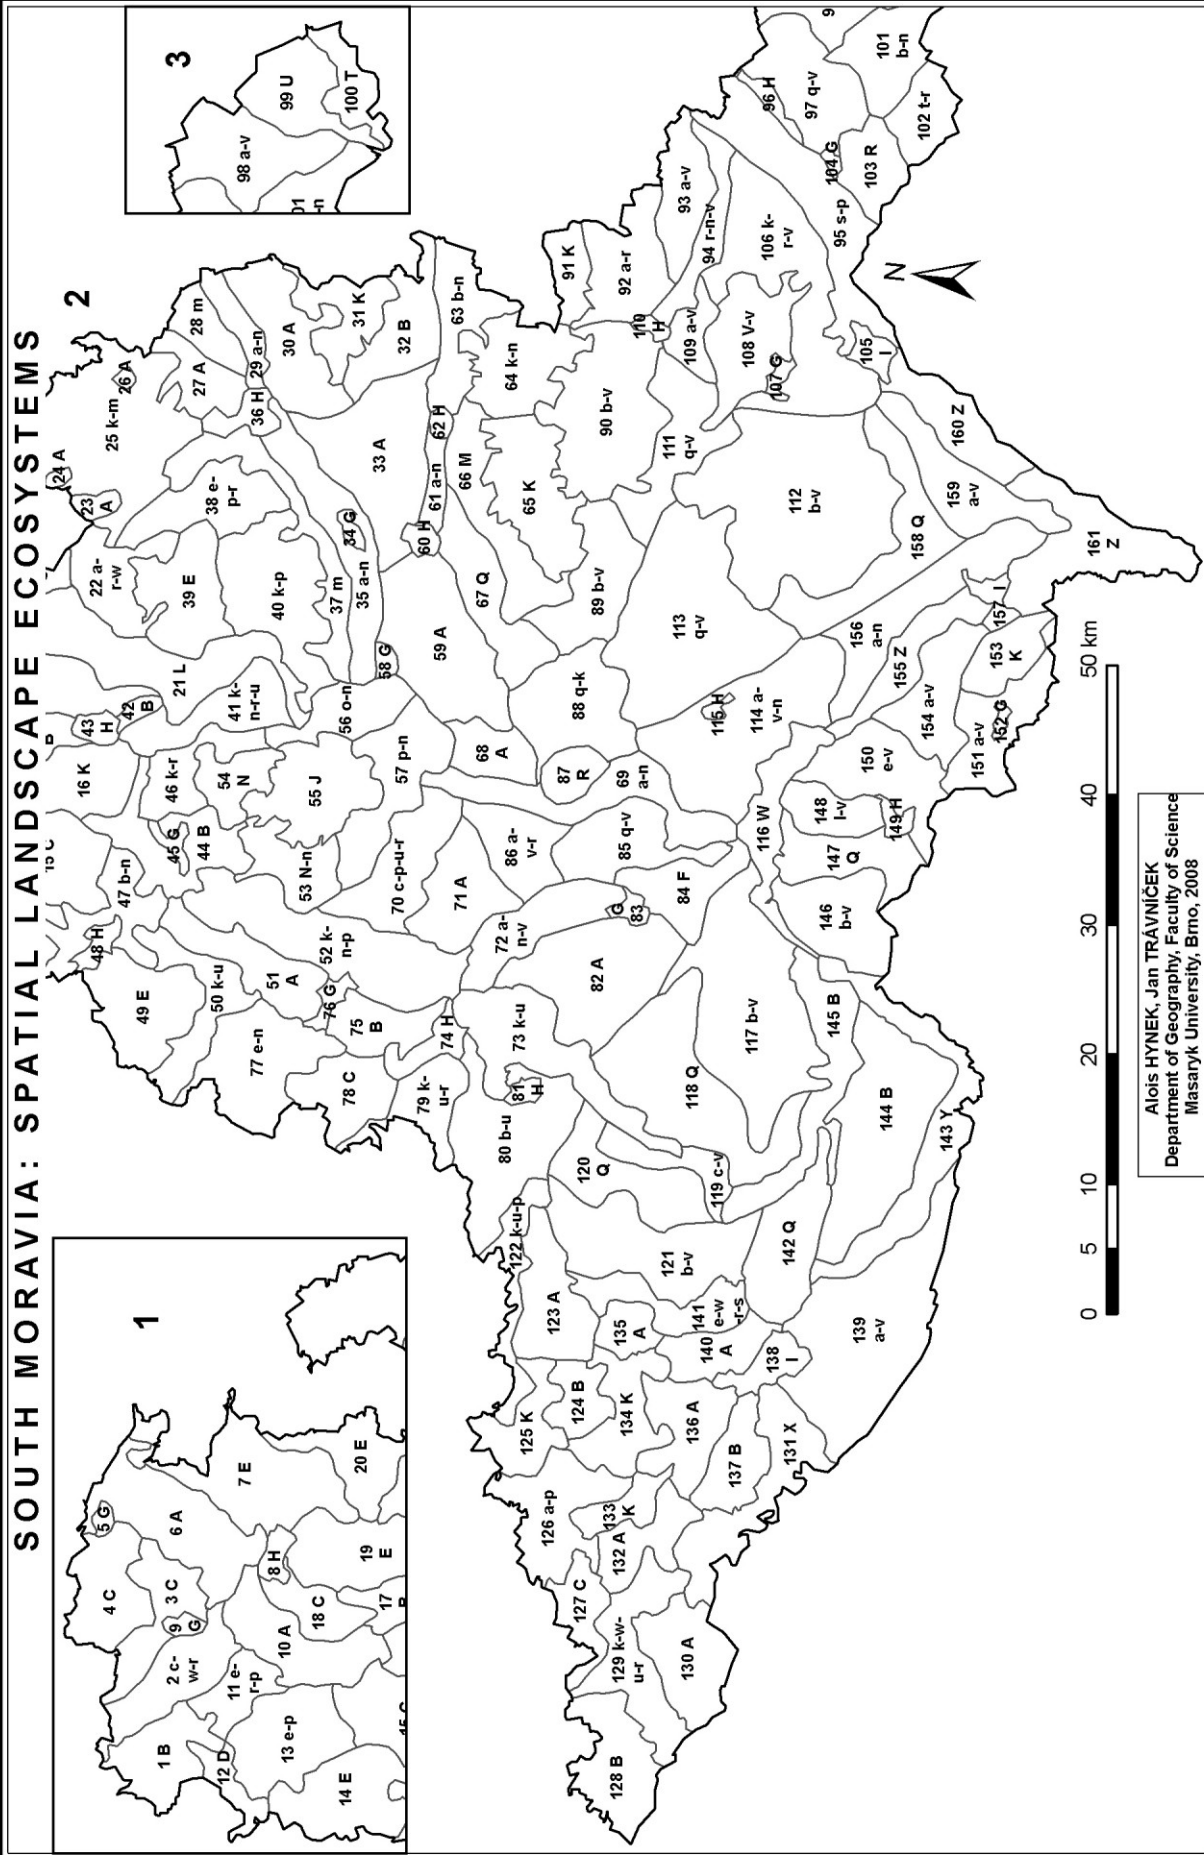 SOUTH MORAVIA: SPATIAL LANDSCAPE ECOSYSTEMS
1
4 C
5 G
6 A
3 C
9
G
2 c-
w-r
1 B
12 D
11 e-
r-p
10 A
8 H
7 E
20 E
19
E
18 C
17
13 e-p
14 E
2
3
98 a-v
99 U
100 T
01
-n
16 K
43
H
42
B
21 L
22 a-
r-w
23
A
24 A
25 k-m
26 A
27 A
28 m
29 a-n
30 A
31 K
32 B
33 A
34 G
35 a-n
36 H
37 m
38 e-
p-r
39 E
40 k-p
41 k-
n-r-u
44 B
45 G
46 k-r
47 b-n
48 H
49 E
50 k-u
51
A
52 k-
n-p
53 N-n
54
N
55 J
56 o-n
57 p-n
58 G
59 A
60 H
61 a-n
62 H
63 b-n
64 k-n
65 K
66 M
67 Q
68
A
69
a-n
70 c-p-u-r
71 A
72 a-
n-v
73 k-u
74 H
75
B
76 G
77 e-n
78 C
79 k-
u-r
80 b-u
81
H
82 A
G
83
84 F
85 q-v
86 a-
v-r
87
R
88 q-k
89 b-v
90 b-v
91 K
92 a-r
93 a-v
94 r-n-v
95 s-p
96 H
97 q-v
9
101
b-n
102 t-r
103 R
104 G
105
I
106 k-
r-v
107 G
108 V-v
109 a-v
110
H
111
q-v
112
b-v
113
q-v
114 a-
v-n
115 H
116 W
117 b-v
118 Q
119 c-v
120
Q
121
b-v
122 k-u-p
123 A
124 B
125 K
126 a-p
127 C
128 B
129 k-w-
u-r
130 A
131 X
132 A
133
K
134 K
135
A
136 A
137 B
138
I
139
a-v
140
A
141
e-w
-r-s
142 Q
143 Y
144 B
145 B
146
b-v
147
Q
148
l-v
149 H
150
e-v
151 a-v
152 G
153
K
154 a-v
155 Z
156
a-n
157
I
158 Q
159
a-v
160 Z
161
Z
N
0 5 10 20 30 40 50 km
Alois HYNEK, Jan TRÁVNÍČEK
Department of Geography, Faculty of Science
Masaryk University, Brno, 2008